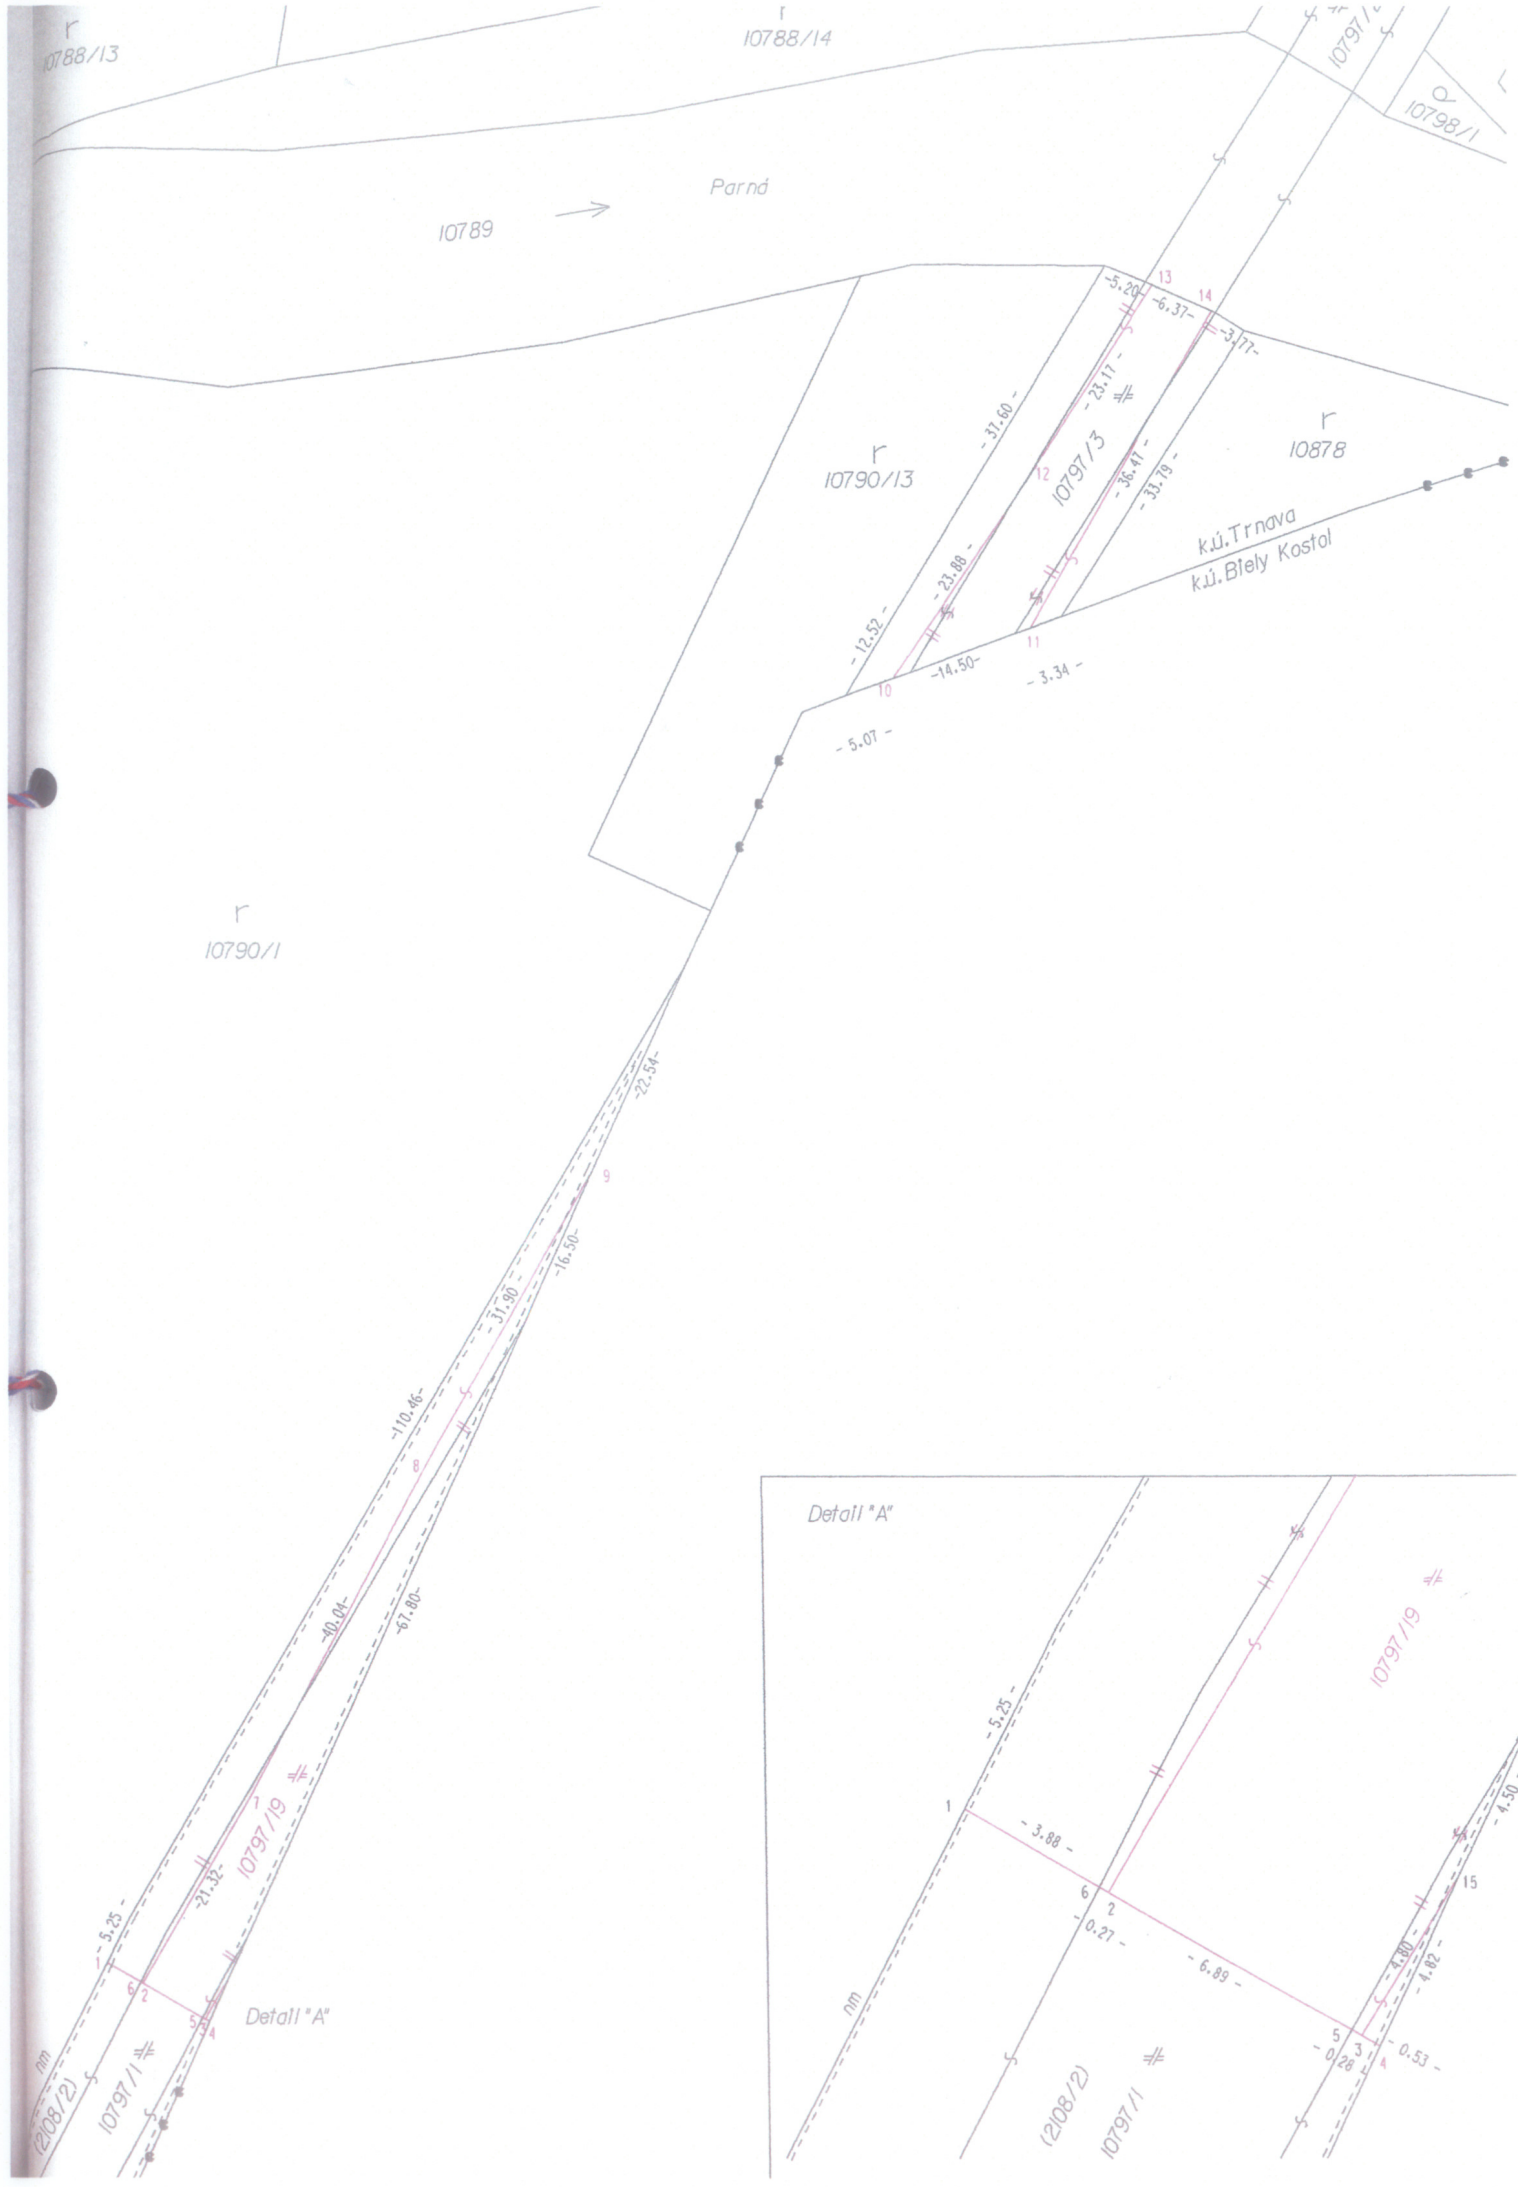 r
10788/13
r
10788/14
10797/2
10798/1
Parná
10789
13
-5.20-
14
-6.37-
-3.77-
- 23.17 -
- 37.60 -
r
10790/13
12
10797/3
- 36.47 -
- 33.79 -
r
10878
k.ú.Trnava
k.ú.Biely Kostol
- 23.88 -
- 12.52 -
10
-14.50-
11
- 3.34 -
- 5.07 -
r
10790/1
-22.54-
9
-16.50-
- 31.90 -
-110.46-
8
-40.04-
-67.80-
7
10797/19
-21.32-
- 5.25 -
1
6
2
5
3
4
Detail "A"
nm
(2108/2)
10797/1
Detail "A"
10797/19
- 5.25 -
1
- 3.88 -
6
2
- 0.27 -
- 6.89 -
- 4.50 -
15
- 4.80 -
- 4.82 -
5
3
4
- 0.28
- 0.53 -
nm
(2108/2)
10797/1